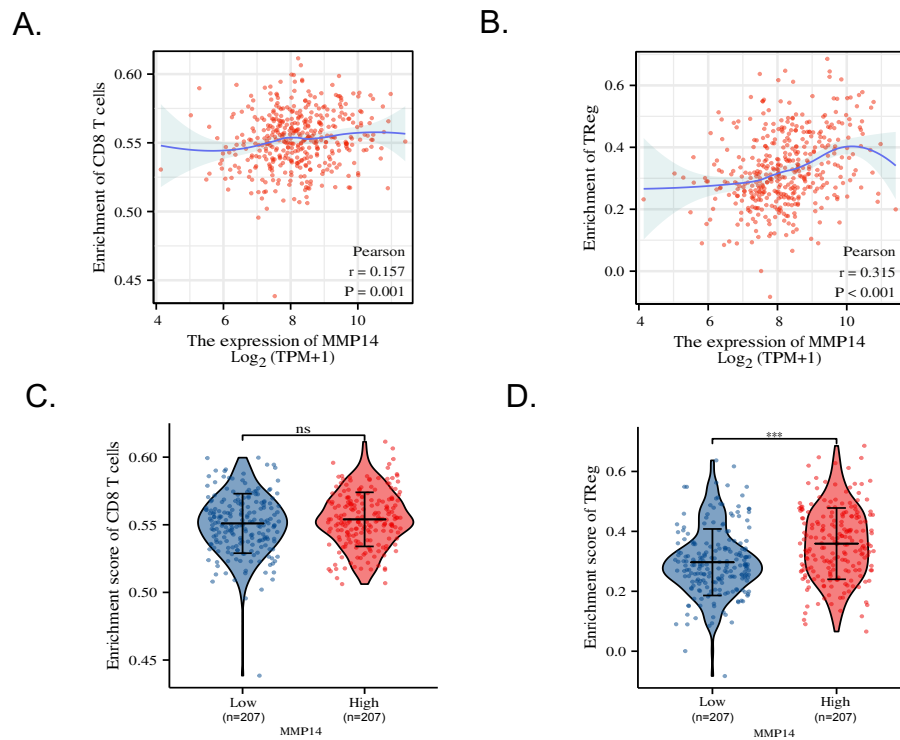 A.
Enrichment of CD8 T cells
0.60
0.55
0.50
0.45
Pearson
r = 0.157
P = 0.001
4 6 8 10
The expression of MMP14
Log₂ (TPM+1)
B.
Enrichment of TReg
0.6
0.4
0.2
0.0
Pearson
r = 0.315
P < 0.001
4 6 8 10
The expression of MMP14
Log₂ (TPM+1)
C.
Enrichment score of CD8 T cells
0.60
0.55
0.50
0.45
ns
Low High
(n=207) (n=207)
MMP14
D.
Enrichment score of TReg
0.6
0.4
0.2
0.0
***
Low High
(n=207) (n=207)
MMP14